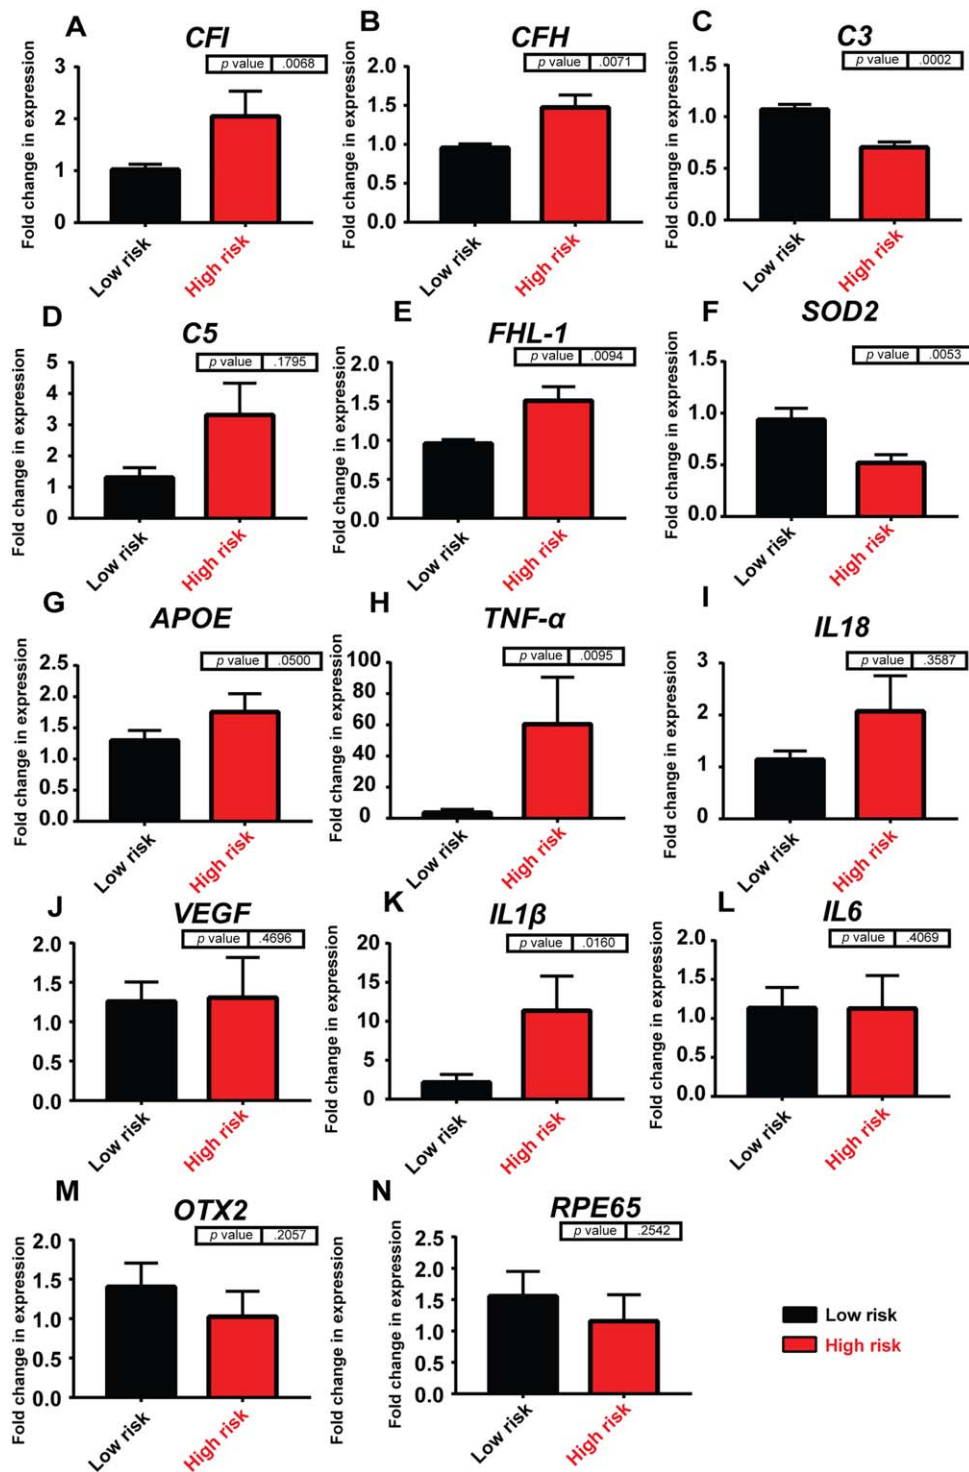 A
CFI
p value .0068
Fold change in expression
3
2
1
0
Low risk
High risk
B
CFH
p value .0071
Fold change in expression
2.0
1.5
1.0
0.5
0.0
Low risk
High risk
C
C3
p value .0002
Fold change in expression
1.5
1.0
0.5
0.0
Low risk
High risk
D
C5
p value .1795
Fold change in expression
5
4
3
2
1
0
Low risk
High risk
E
FHL-1
p value .0094
Fold change in expression
2.0
1.5
1.0
0.5
0.0
Low risk
High risk
F
SOD2
p value .0053
Fold change in expression
1.5
1.0
0.5
0.0
Low risk
High risk
G
APOE
p value .0500
Fold change in expression
2.5
2.0
1.5
1.0
0.5
0.0
Low risk
High risk
H
TNF-α
p value .0095
Fold change in expression
100
80
60
40
20
0
Low risk
High risk
I
IL18
p value .3587
Fold change in expression
3
2
1
0
Low risk
High risk
J
VEGF
p value .4696
Fold change in expression
2.0
1.5
1.0
0.5
0.0
Low risk
High risk
K
IL1β
p value .0160
Fold change in expression
20
15
10
5
0
Low risk
High risk
L
IL6
p value .4069
Fold change in expression
2.0
1.5
1.0
0.5
0.0
Low risk
High risk
M
OTX2
p value .2057
Fold change in expression
2.0
1.5
1.0
0.5
0.0
Low risk
High risk
Fold change in expression
N
RPE65
p value .2542
Fold change in expression
2.5
2.0
1.5
1.0
0.5
0.0
Low risk
High risk
Low risk
High risk